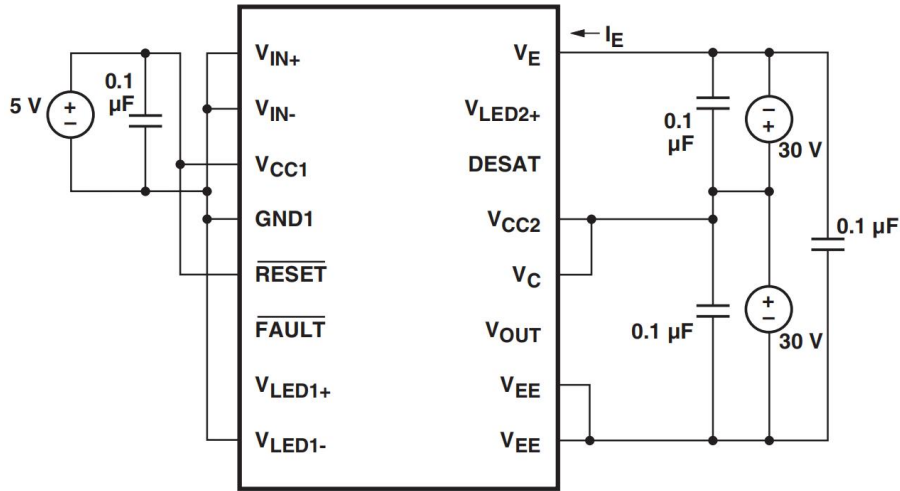 5 V
+
−
0.1
µF
VIN+
VIN-
VCC1
GND1
RESET
FAULT
VLED1+
VLED1-
VE
VLED2+
DESAT
VCC2
VC
VOUT
VEE
VEE
IE
0.1
µF
−
+
30 V
0.1 µF
+
−
30 V
0.1 µF